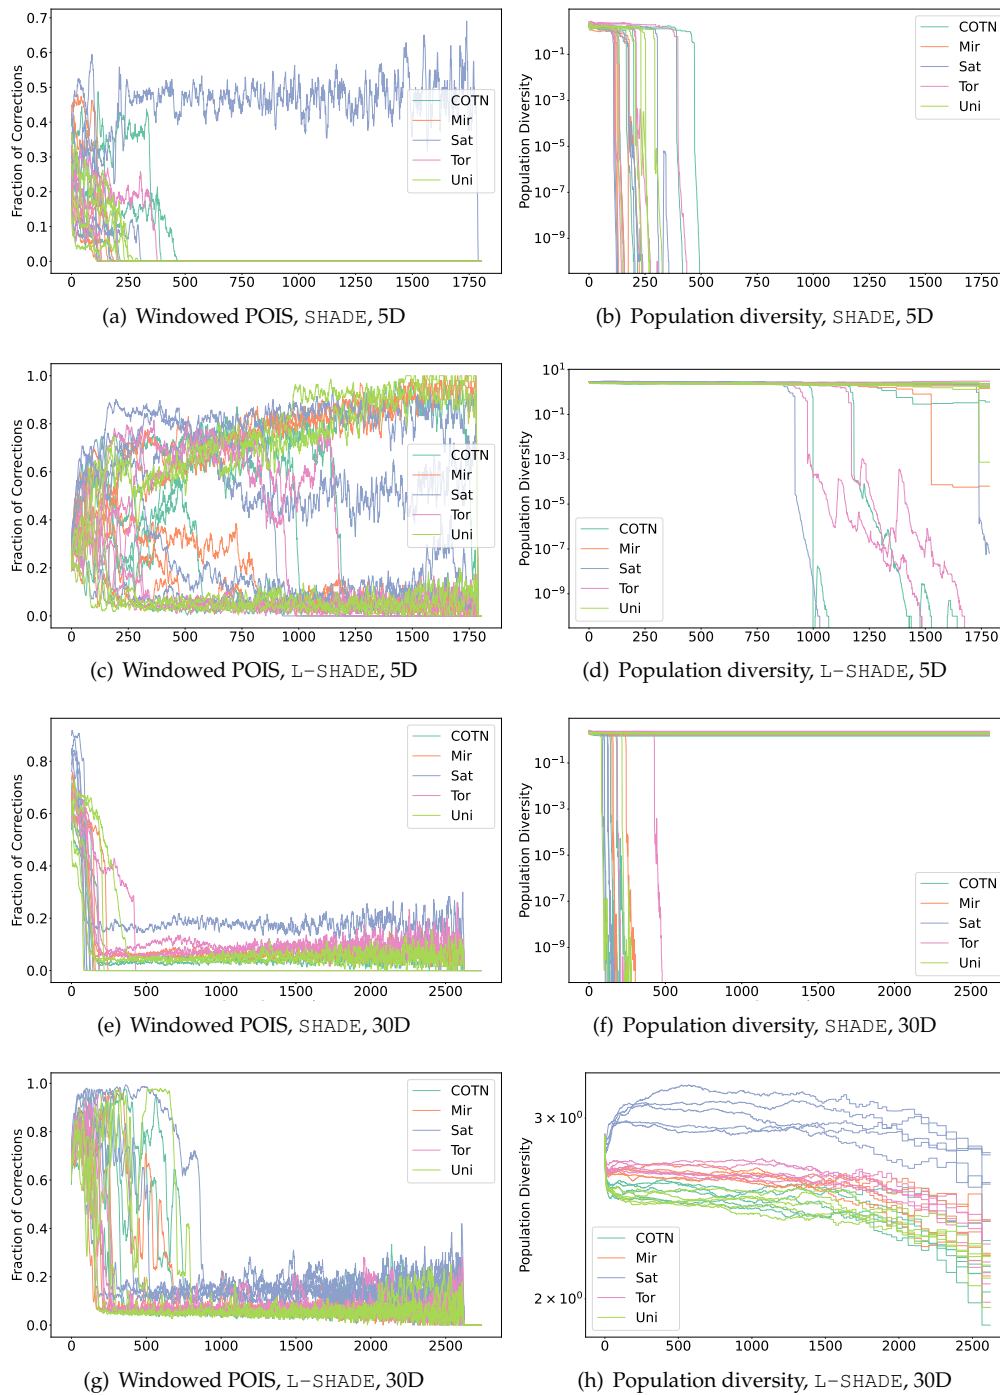 0.7
0.6
0.5
0.4
0.3
0.2
0.1
0.0
Fraction of Corrections
0 250 500 750 1000 1250 1500 1750
COTN
Mir
Sat
Tor
Uni
(a) Windowed POIS, SHADE, 5D
10⁻¹
10⁻³
10⁻⁵
10⁻⁷
10⁻⁹
Population Diversity
0 250 500 750 1000 1250 1500 1750
COTN
Mir
Sat
Tor
Uni
(b) Population diversity, SHADE, 5D
1.0
0.8
0.6
0.4
0.2
0.0
Fraction of Corrections
0 250 500 750 1000 1250 1500 1750
COTN
Mir
Sat
Tor
Uni
(c) Windowed POIS, L-SHADE, 5D
10¹
10⁻¹
10⁻³
10⁻⁵
10⁻⁷
10⁻⁹
Population Diversity
0 250 500 750 1000 1250 1500 1750
COTN
Mir
Sat
Tor
Uni
(d) Population diversity, L-SHADE, 5D
0.8
0.6
0.4
0.2
0.0
Fraction of Corrections
0 500 1000 1500 2000 2500
COTN
Mir
Sat
Tor
Uni
(e) Windowed POIS, SHADE, 30D
10⁻¹
10⁻³
10⁻⁵
10⁻⁷
10⁻⁹
Population Diversity
0 500 1000 1500 2000 2500
COTN
Mir
Sat
Tor
Uni
(f) Population diversity, SHADE, 30D
1.0
0.8
0.6
0.4
0.2
0.0
Fraction of Corrections
0 500 1000 1500 2000 2500
COTN
Mir
Sat
Tor
Uni
(g) Windowed POIS, L-SHADE, 30D
3 × 10⁰
2 × 10⁰
Population Diversity
0 500 1000 1500 2000 2500
COTN
Mir
Sat
Tor
Uni
(h) Population diversity, L-SHADE, 30D